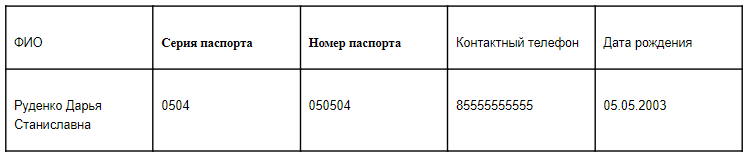 ФИО Серия паспорта Номер паспорта Контактный телефон Дата рождения
Руденко Дарья 0504 050504 85555555555 05.05.2003
Станиславна